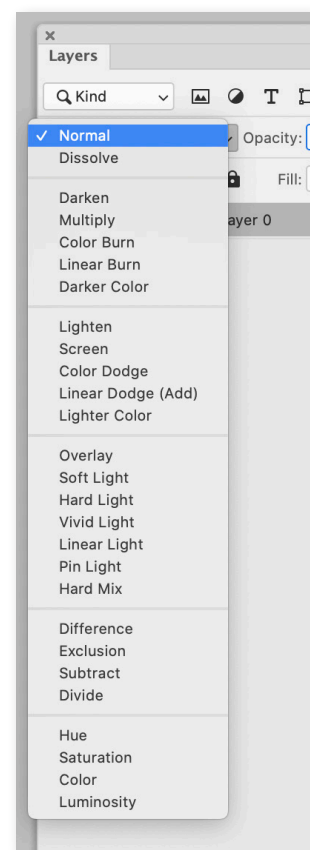 Layers
Kind
T
✓ Normal
Opacity:
Dissolve
Fill:
Darken
Multiply
ayer 0
Color Burn
Linear Burn
Darker Color
Lighten
Screen
Color Dodge
Linear Dodge (Add)
Lighter Color
Overlay
Soft Light
Hard Light
Vivid Light
Linear Light
Pin Light
Hard Mix
Difference
Exclusion
Subtract
Divide
Hue
Saturation
Color
Luminosity